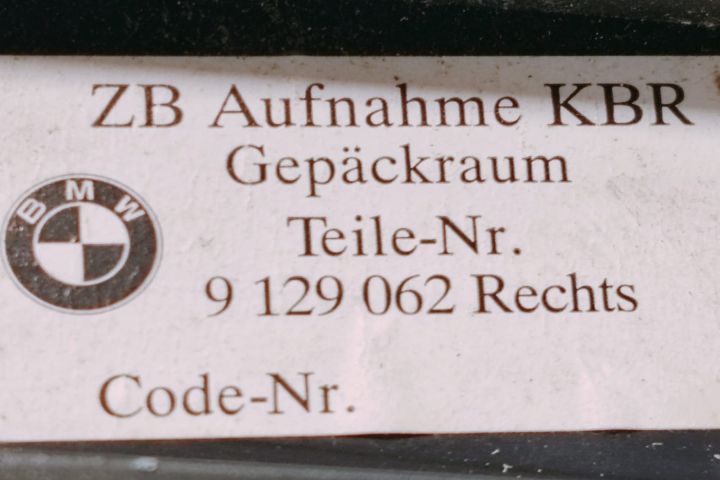 ZB Aufnahme KBR
Gepäckraum
BMW
Teile-Nr.
9 129 062 Rechts
Code-Nr.